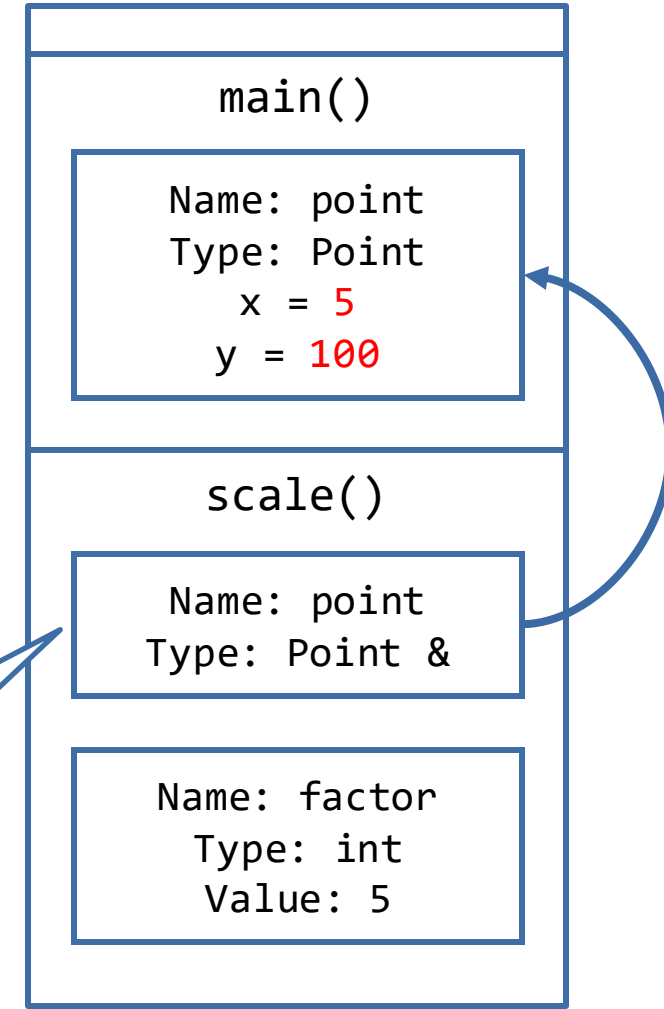 main()
Name: point
Type: Point
x = 5
y = 100
scale()
Name: point
Type: Point &
Name: factor
Type: int
Value: 5